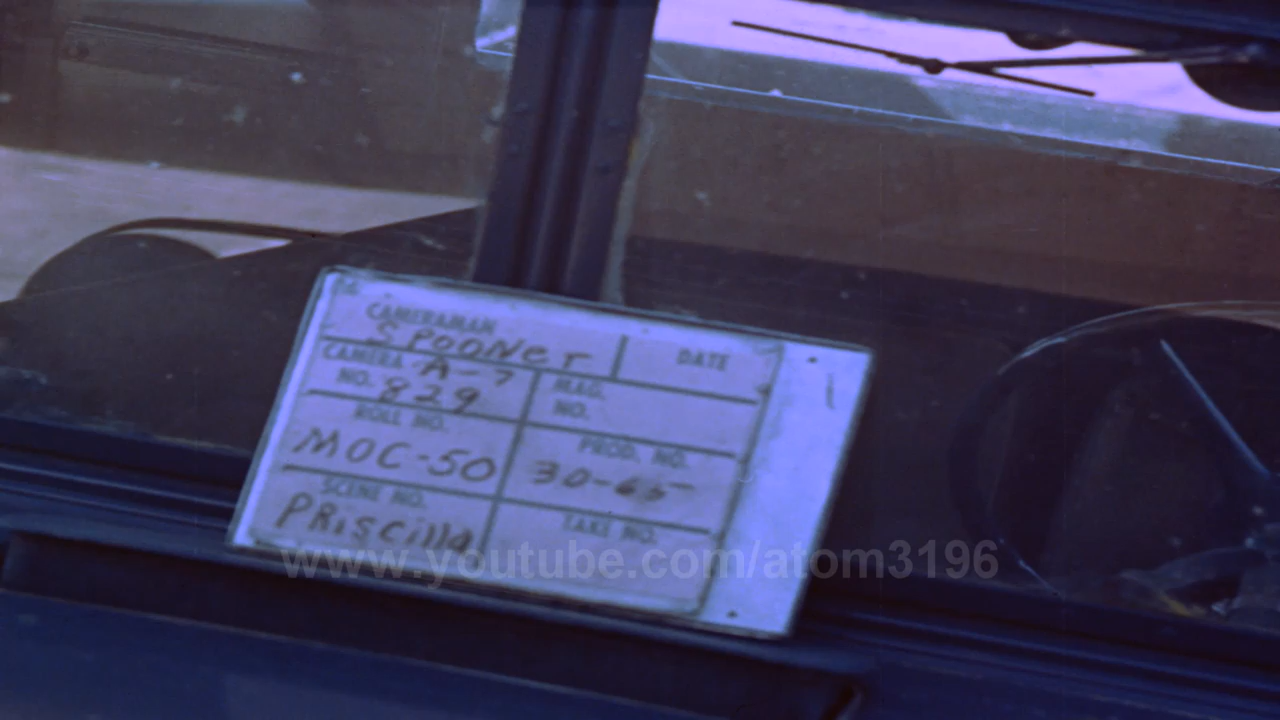 CAMERAMAN
SPOONer
DATE
CAMERA A-7
NO. 829
MAG.
NO.
ROLL NO.
MOC-50
PROD. NO.
30-65
SCENE NO.
PRiscilla
TAKE NO.
www.youtube.com/atom3196